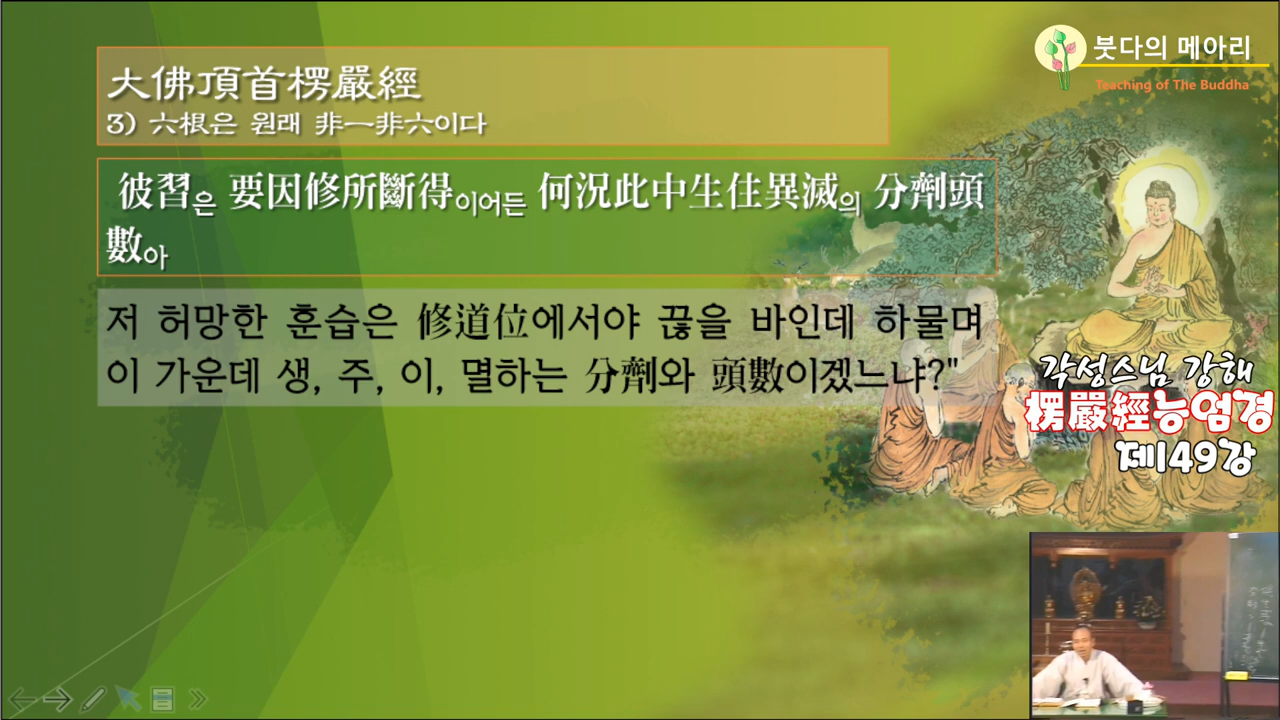 大佛頂首楞嚴經
3) 六根은 원래 非一非六이다
彼習은 要因修所斷得이어든 何況此中生住異滅의 分劑頭
數아
저 허망한 훈습은 修道位에서야 끊을 바인데 하물며
이 가운데 생, 주, 이, 멸하는 分劑와 頭數이겠느냐?"
붓다의 메아리
Teaching of The Buddha
각성스님 강해
楞嚴經능엄경
제149강